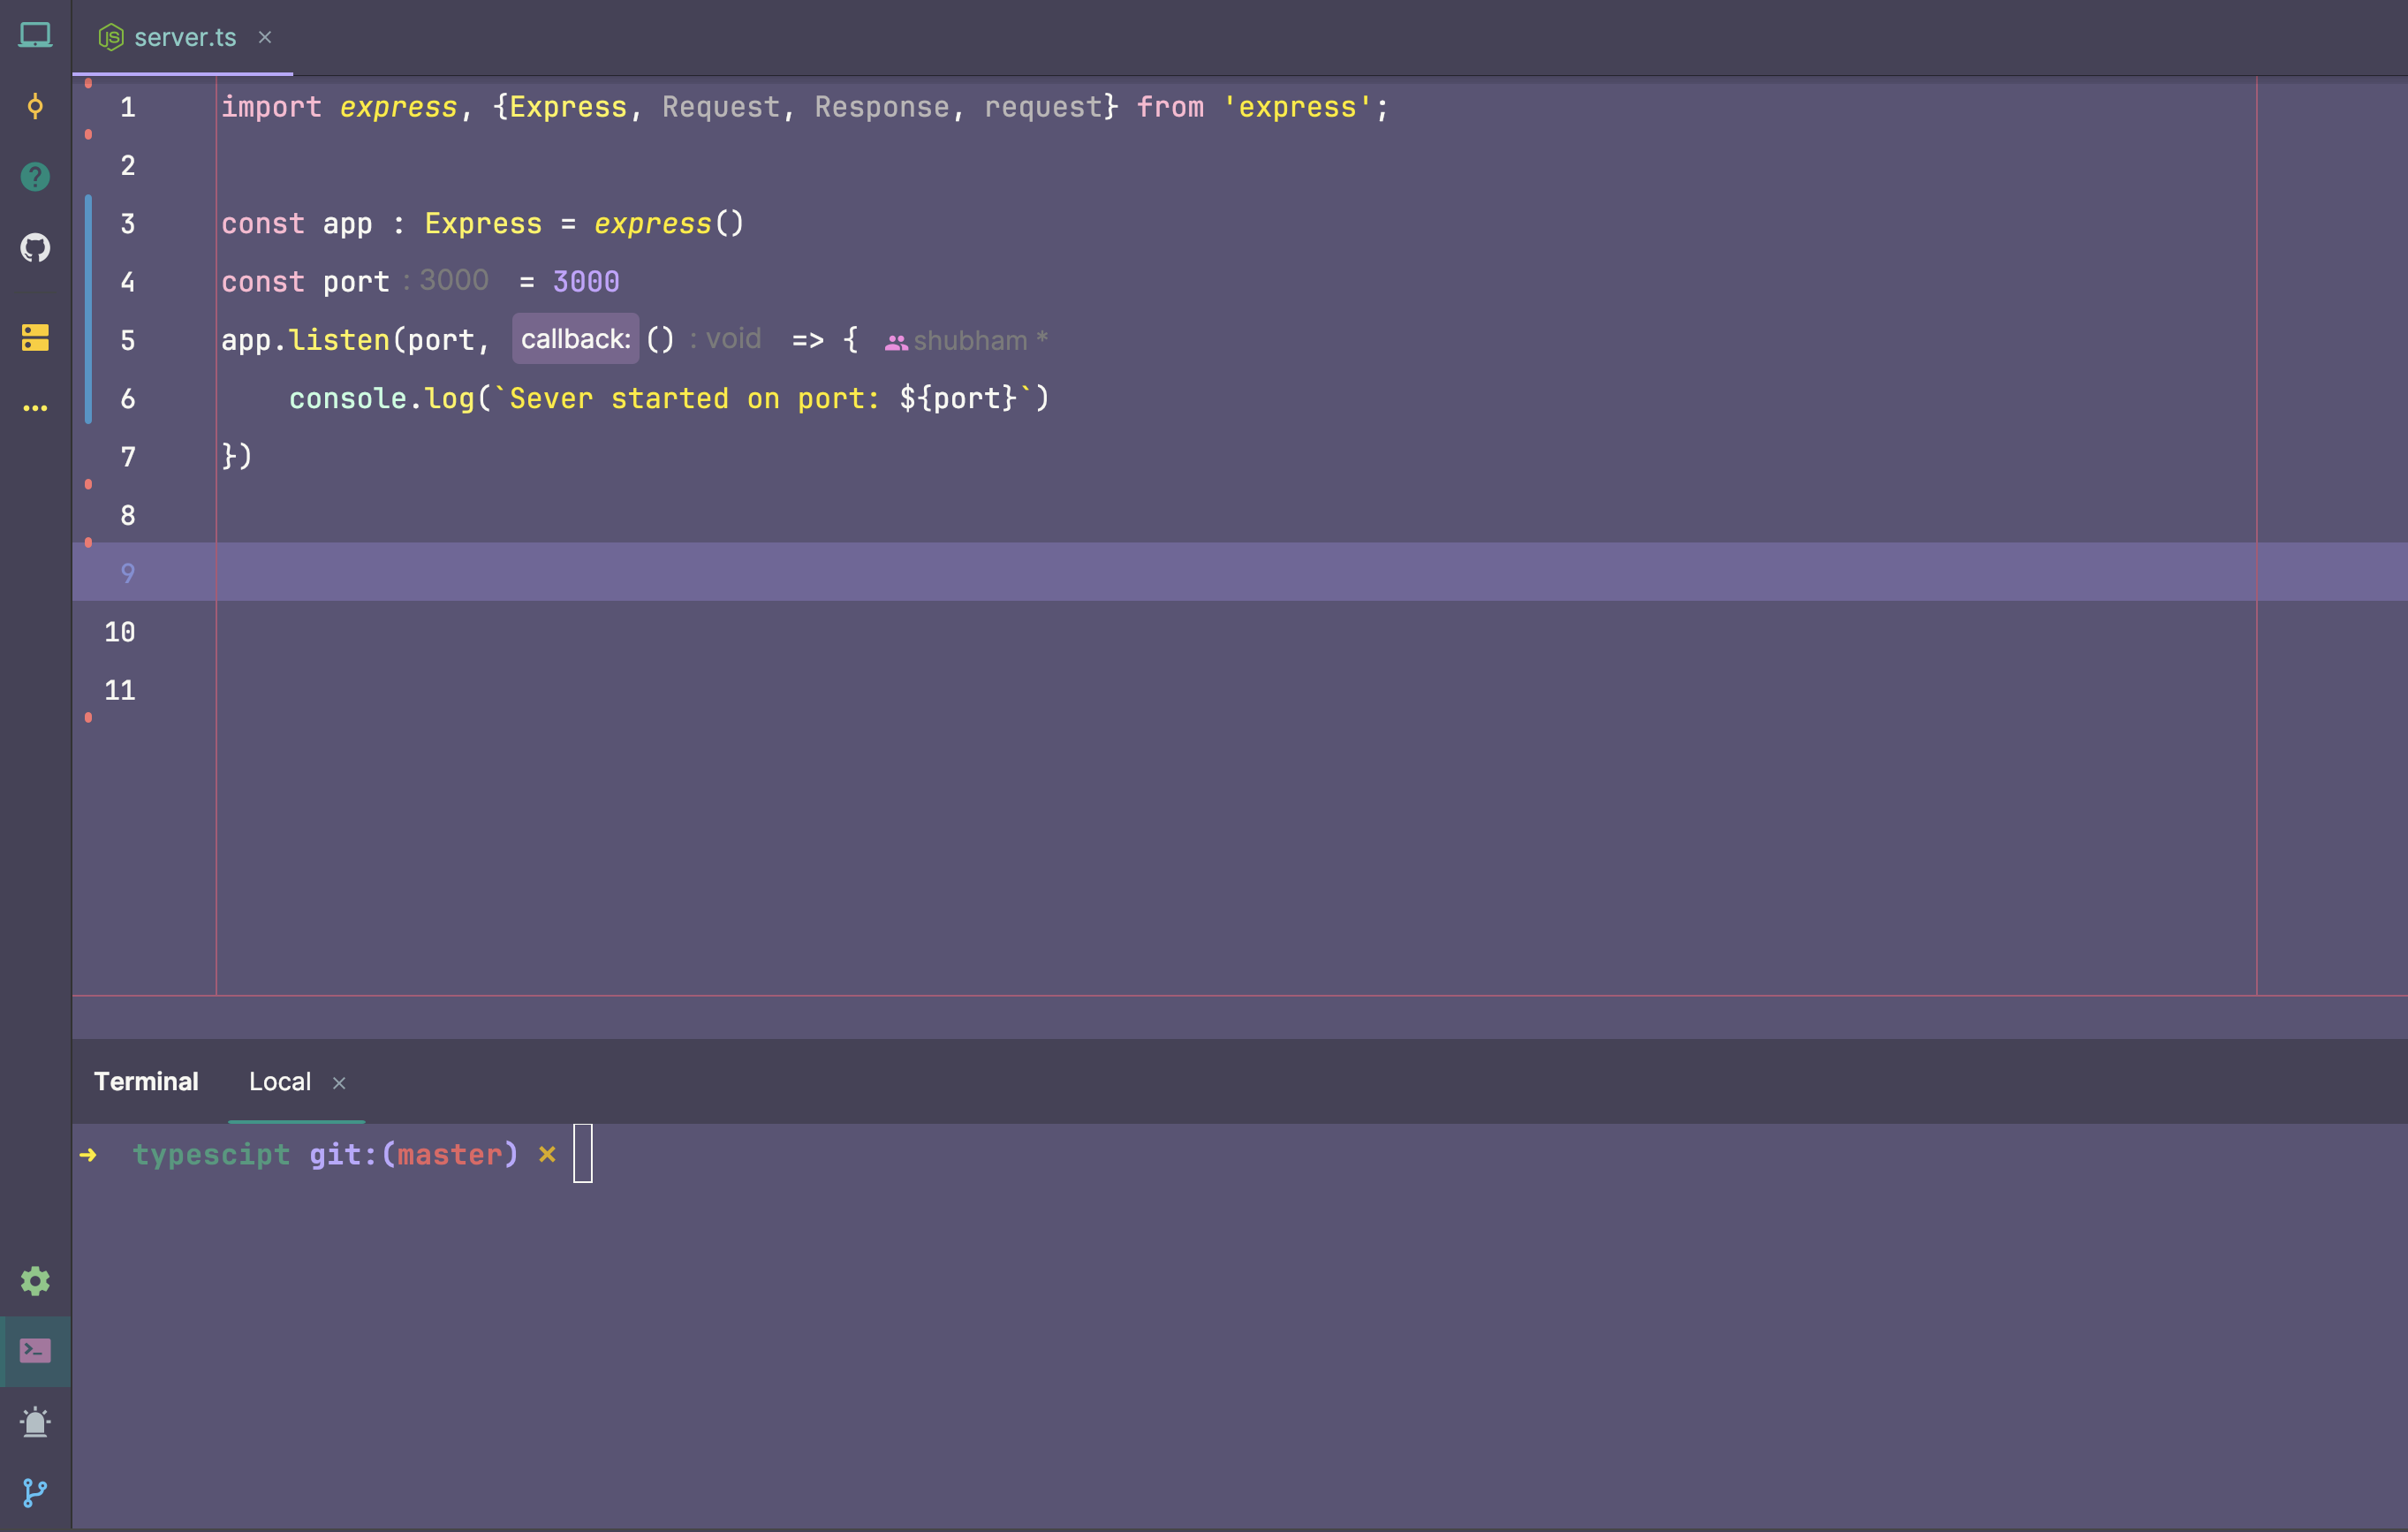 server.ts ×
1 import express, {Express, Request, Response, request} from 'express';
2
3 const app : Express = express()
4 const port : 3000 = 3000
5 app.listen(port, callback: () : void => { shubham *
6 console.log(`Sever started on port: ${port}`)
7 })
8
9
10
11
Terminal Local ×
➜ typescipt git:(master) ✗